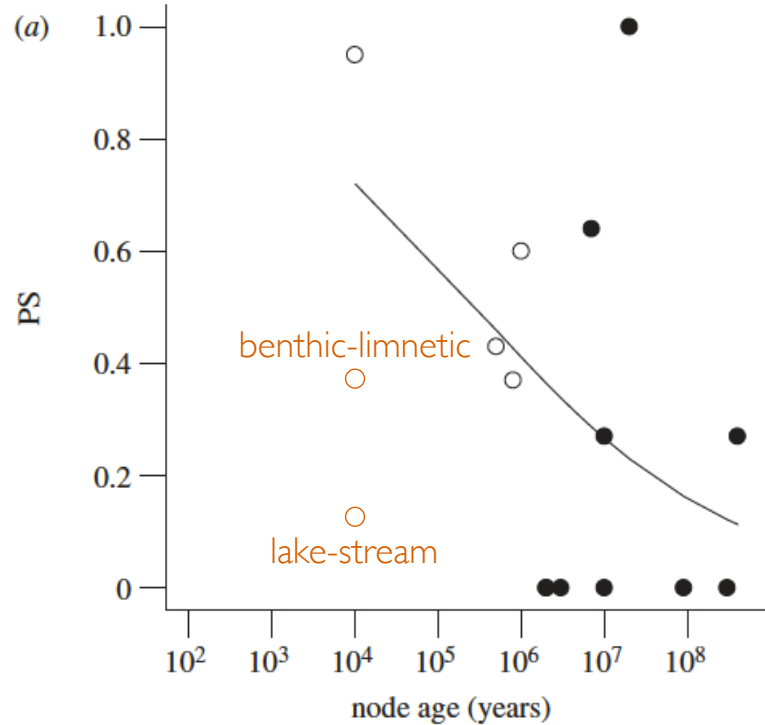 (a)
1.0
0.8
0.6
0.4
0.2
0
PS
benthic-limnetic
lake-stream
10² 10³ 10⁴ 10⁵ 10⁶ 10⁷ 10⁸
node age (years)